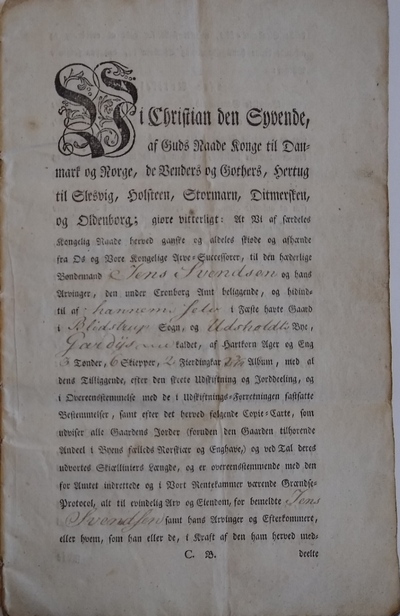 Vi Christian den Syvende,
af Guds Naade Konge til Dan-
mark og Norge, de Venders og Gothers, Hertug
til Slesvig, Holsteen, Stormarn, Ditmersken,
og Oldenborg; giøre vitterligt: At Vi af særdeles
Kongelig Naade herved ganske og aldeles skiøde og afhænde
fra Os og Vore Kongelige Arve-Successorer, til den hæderlige
Bondemand Jens Svendsen og hans
Arvinger, den under Cronborg Amt beliggende, og hidind-
til af hannem selv i Fæste havte Gaard
i Blidstrup Sogn, og Udsholdt Bye,
kaldet, af Hartkorn Ager og Eng
5 Tønder, 6 Skiepper, 2 Fierdingkar Album, med al
dens Tilliggende, efter den skeete Udskiftning og Jorddeeling, og
i Overeensstemmelse med de i Udskiftnings-Forretningen fastsatte
Bestemmelser, samt efter det herved følgende Copie-Carte, som
udviser alle Gaardens Jorder (foruden den Gaarden tilhørende
Andeel i Byens fælleds Mørskiær og Enghave,) og ved Tal deres
udvortes Skiællinières Længde, og er overeensstemmende med den
for Amtet indrettede og i Vort Rentekammer værende Grændse-
Protocol, alt til evindelig Arv og Eiendom, for bemeldte Jens
Svendsen samt hans Arvinger og Efterkommere,
eller hvem, som han eller de, i Kraft af den ham herved med-
C. B. deelte